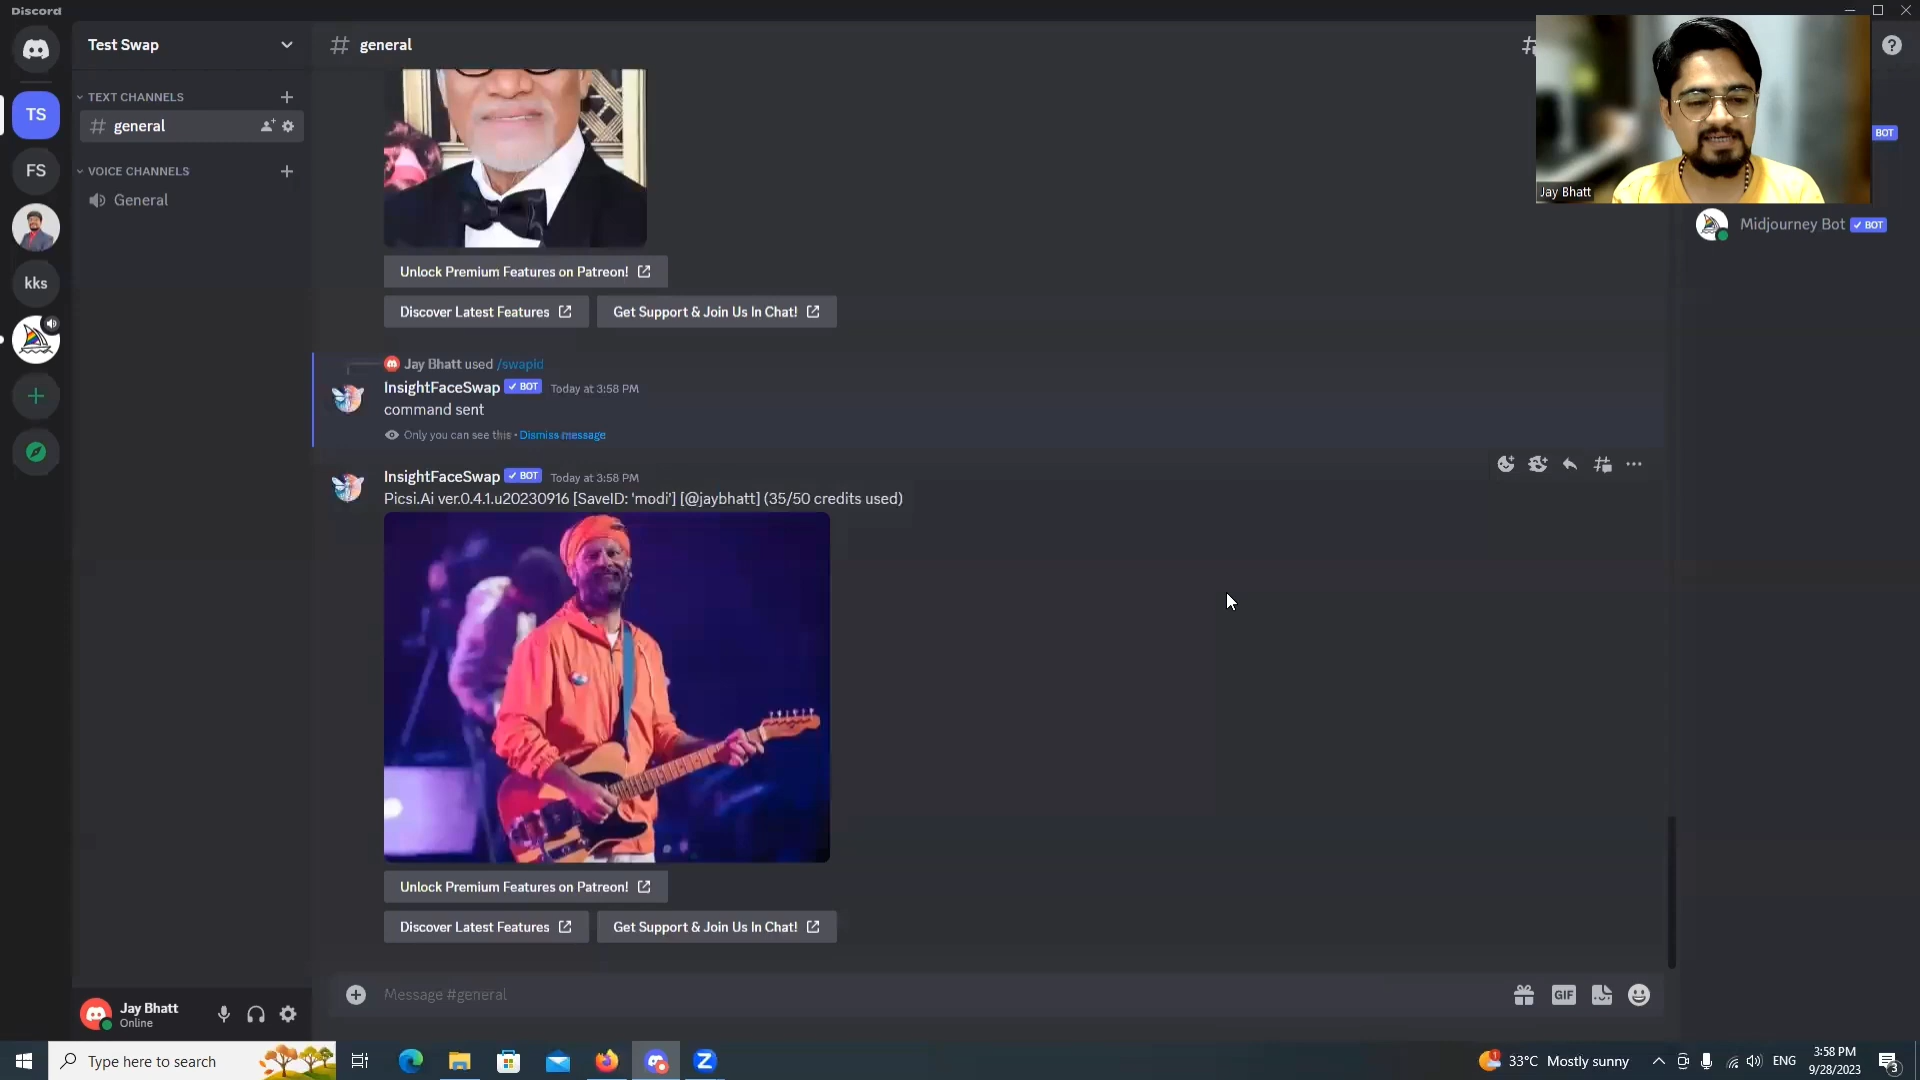 Discord
Test Swap
general
TEXT CHANNELS
general
VOICE CHANNELS
General
TS
FS
kks
Jay Bhatt
BOT
Midjourney Bot ✓ BOT
Unlock Premium Features on Patreon!
Discover Latest Features
Get Support & Join Us In Chat!
Jay Bhatt used /swapid
InsightFaceSwap ✓ BOT Today at 3:58 PM
command sent
Only you can see this • Dismiss message
InsightFaceSwap ✓ BOT Today at 3:58 PM
Picsi.Ai ver.0.4.1.u20230916 [SaveID: 'modi'] [@jaybhatt] (35/50 credits used)
Unlock Premium Features on Patreon!
Discover Latest Features
Get Support & Join Us In Chat!
Message #general
GIF
Jay Bhatt
Online
Type here to search
33°C Mostly sunny
ENG
3:58 PM
9/28/2023
3